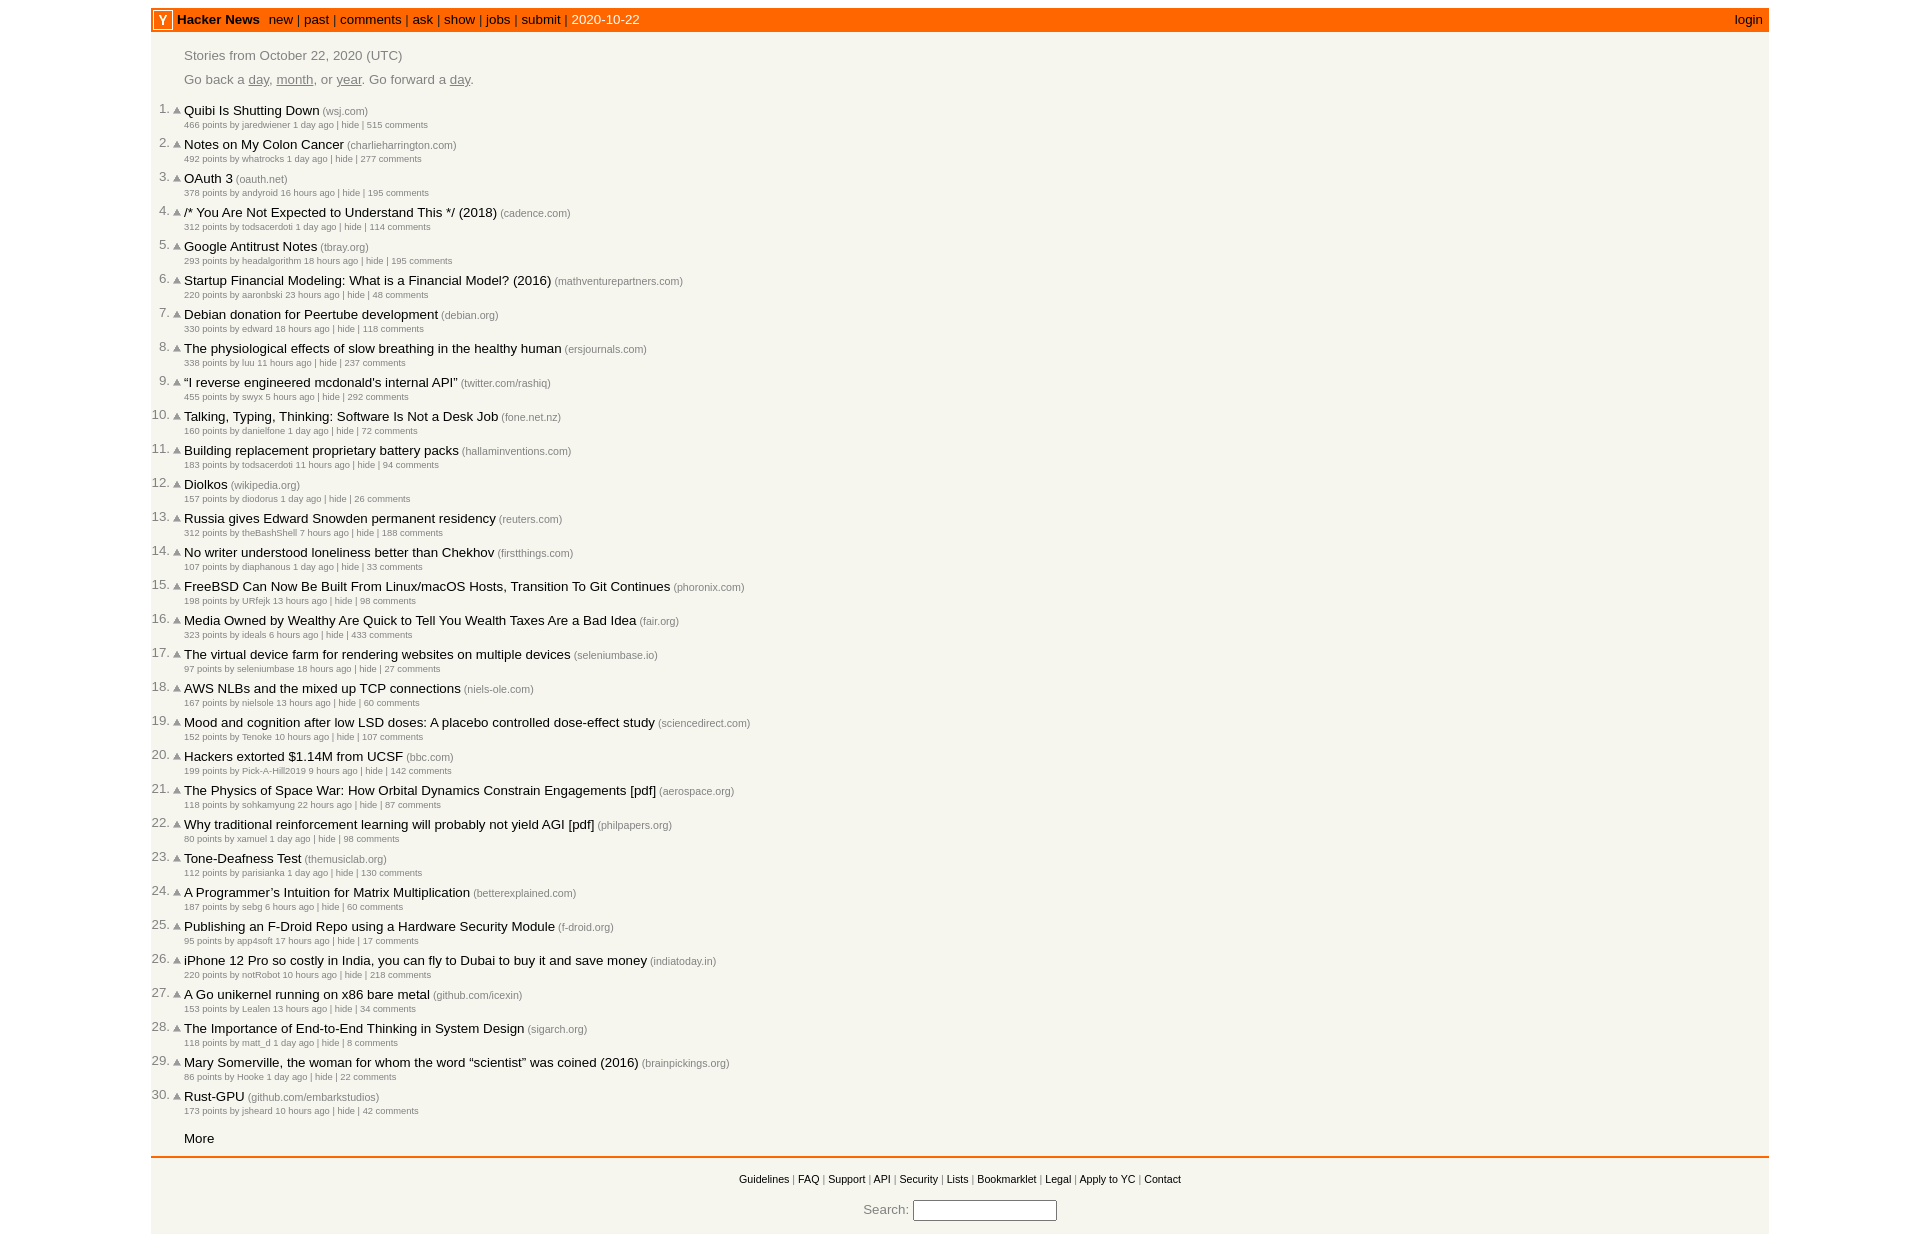 Y Hacker News new | past | comments | ask | show | jobs | submit | 2020-10-22 login
Stories from October 22, 2020 (UTC)
Go back a day, month, or year. Go forward a day.
1. Quibi Is Shutting Down (wsj.com)
466 points by jaredwiener 1 day ago | hide | 515 comments
2. Notes on My Colon Cancer (charlieharrington.com)
492 points by whatrocks 1 day ago | hide | 277 comments
3. OAuth 3 (oauth.net)
378 points by andyroid 16 hours ago | hide | 195 comments
4. /* You Are Not Expected to Understand This */ (2018) (cadence.com)
312 points by todsacerdoti 1 day ago | hide | 114 comments
5. Google Antitrust Notes (tbray.org)
293 points by headalgorithm 18 hours ago | hide | 195 comments
6. Startup Financial Modeling: What is a Financial Model? (2016) (mathventurepartners.com)
220 points by aaronbski 23 hours ago | hide | 48 comments
7. Debian donation for Peertube development (debian.org)
330 points by edward 18 hours ago | hide | 118 comments
8. The physiological effects of slow breathing in the healthy human (ersjournals.com)
338 points by luu 11 hours ago | hide | 237 comments
9. “I reverse engineered mcdonald's internal API” (twitter.com/rashiq)
455 points by swyx 5 hours ago | hide | 292 comments
10. Talking, Typing, Thinking: Software Is Not a Desk Job (fone.net.nz)
160 points by danielfone 1 day ago | hide | 72 comments
11. Building replacement proprietary battery packs (hallaminventions.com)
183 points by todsacerdoti 11 hours ago | hide | 94 comments
12. Diolkos (wikipedia.org)
157 points by diodorus 1 day ago | hide | 26 comments
13. Russia gives Edward Snowden permanent residency (reuters.com)
312 points by theBashShell 7 hours ago | hide | 188 comments
14. No writer understood loneliness better than Chekhov (firstthings.com)
107 points by diaphanous 1 day ago | hide | 33 comments
15. FreeBSD Can Now Be Built From Linux/macOS Hosts, Transition To Git Continues (phoronix.com)
198 points by URfejk 13 hours ago | hide | 98 comments
16. Media Owned by Wealthy Are Quick to Tell You Wealth Taxes Are a Bad Idea (fair.org)
323 points by ideals 6 hours ago | hide | 433 comments
17. The virtual device farm for rendering websites on multiple devices (seleniumbase.io)
97 points by seleniumbase 18 hours ago | hide | 27 comments
18. AWS NLBs and the mixed up TCP connections (niels-ole.com)
167 points by nielsole 13 hours ago | hide | 60 comments
19. Mood and cognition after low LSD doses: A placebo controlled dose-effect study (sciencedirect.com)
152 points by Tenoke 10 hours ago | hide | 107 comments
20. Hackers extorted $1.14M from UCSF (bbc.com)
199 points by Pick-A-Hill2019 9 hours ago | hide | 142 comments
21. The Physics of Space War: How Orbital Dynamics Constrain Engagements [pdf] (aerospace.org)
118 points by sohkamyung 22 hours ago | hide | 87 comments
22. Why traditional reinforcement learning will probably not yield AGI [pdf] (philpapers.org)
80 points by xamuel 1 day ago | hide | 98 comments
23. Tone-Deafness Test (themusiclab.org)
112 points by parisianka 1 day ago | hide | 130 comments
24. A Programmer’s Intuition for Matrix Multiplication (betterexplained.com)
187 points by sebg 6 hours ago | hide | 60 comments
25. Publishing an F-Droid Repo using a Hardware Security Module (f-droid.org)
95 points by app4soft 17 hours ago | hide | 17 comments
26. iPhone 12 Pro so costly in India, you can fly to Dubai to buy it and save money (indiatoday.in)
220 points by notRobot 10 hours ago | hide | 218 comments
27. A Go unikernel running on x86 bare metal (github.com/icexin)
153 points by Lealen 13 hours ago | hide | 34 comments
28. The Importance of End-to-End Thinking in System Design (sigarch.org)
118 points by matt_d 1 day ago | hide | 8 comments
29. Mary Somerville, the woman for whom the word “scientist” was coined (2016) (brainpickings.org)
86 points by Hooke 1 day ago | hide | 22 comments
30. Rust-GPU (github.com/embarkstudios)
173 points by jsheard 10 hours ago | hide | 42 comments
More
Guidelines | FAQ | Support | API | Security | Lists | Bookmarklet | Legal | Apply to YC | Contact
Search: